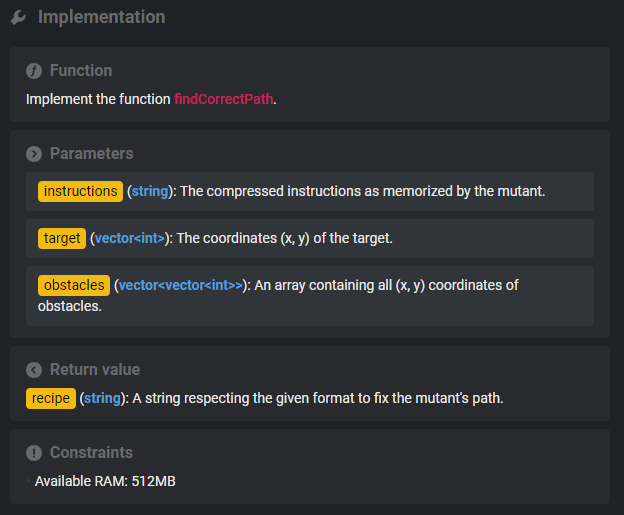 Implementation
Function
Implement the function findCorrectPath.
Parameters
instructions (string): The compressed instructions as memorized by the mutant.
target (vector<int>): The coordinates (x, y) of the target.
obstacles (vector<vector<int>>): An array containing all (x, y) coordinates of
obstacles.
Return value
recipe (string): A string respecting the given format to fix the mutant's path.
Constraints
Available RAM: 512MB